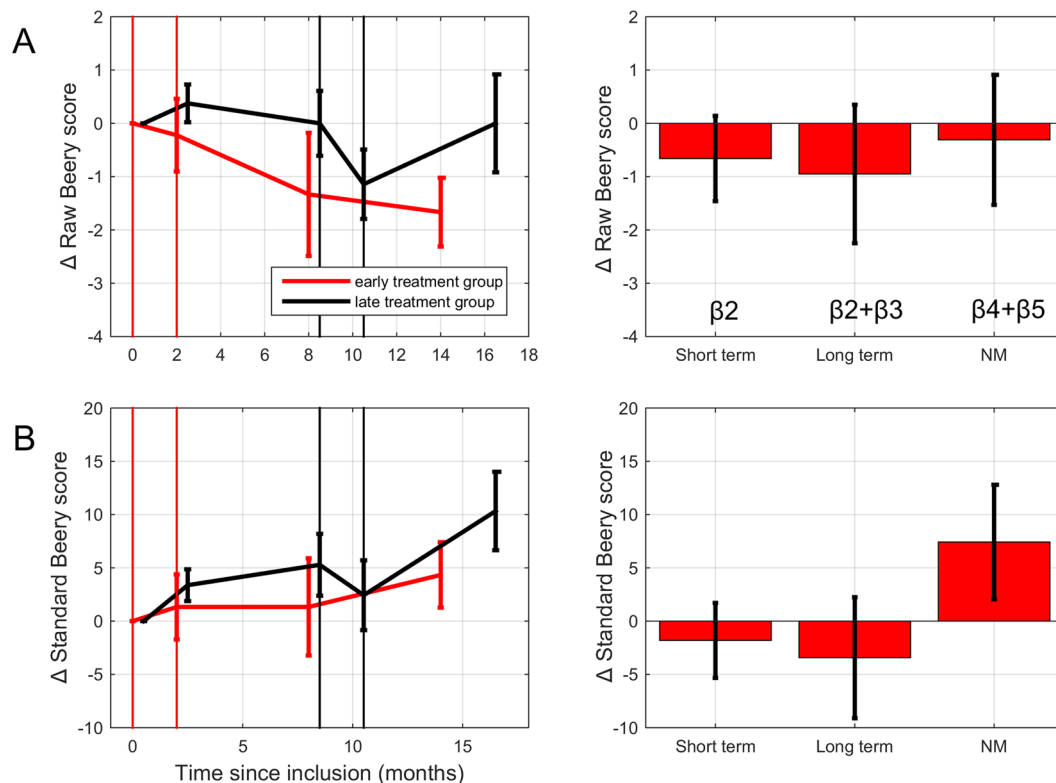 A
Δ Raw Beery score
2
1
0
-1
-2
-3
-4
early treatment group
late treatment group
0 2 4 6 8 10 12 14 16 18
Δ Raw Beery score
2
1
0
-1
-2
-3
-4
β2 β2+β3 β4+β5
Short term Long term NM
B
Δ Standard Beery score
20
15
10
5
0
-5
-10
0 5 10 15
Time since inclusion (months)
Δ Standard Beery score
20
15
10
5
0
-5
-10
Short term Long term NM